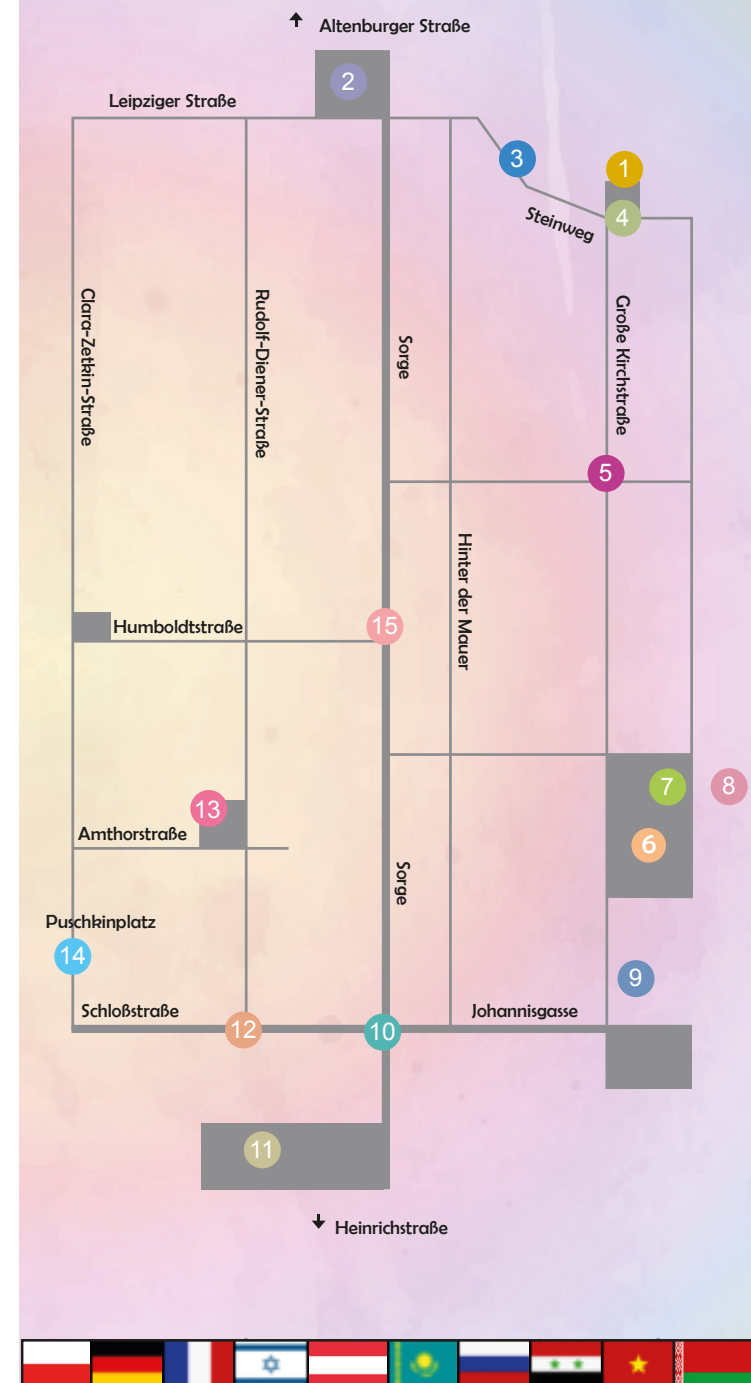 Altenburger Straße
2
Leipziger Straße
3
1
4
Steinweg
Clara-Zetkin-Straße
Rudolf-Diener-Straße
Sorge
Große Kirchstraße
5
Hinter der Mauer
Humboldtstraße
15
13
7
8
Amthorstraße
6
Sorge
Puschkinplatz
14
9
Schloßstraße
12
10
Johannisgasse
11
Heinrichstraße